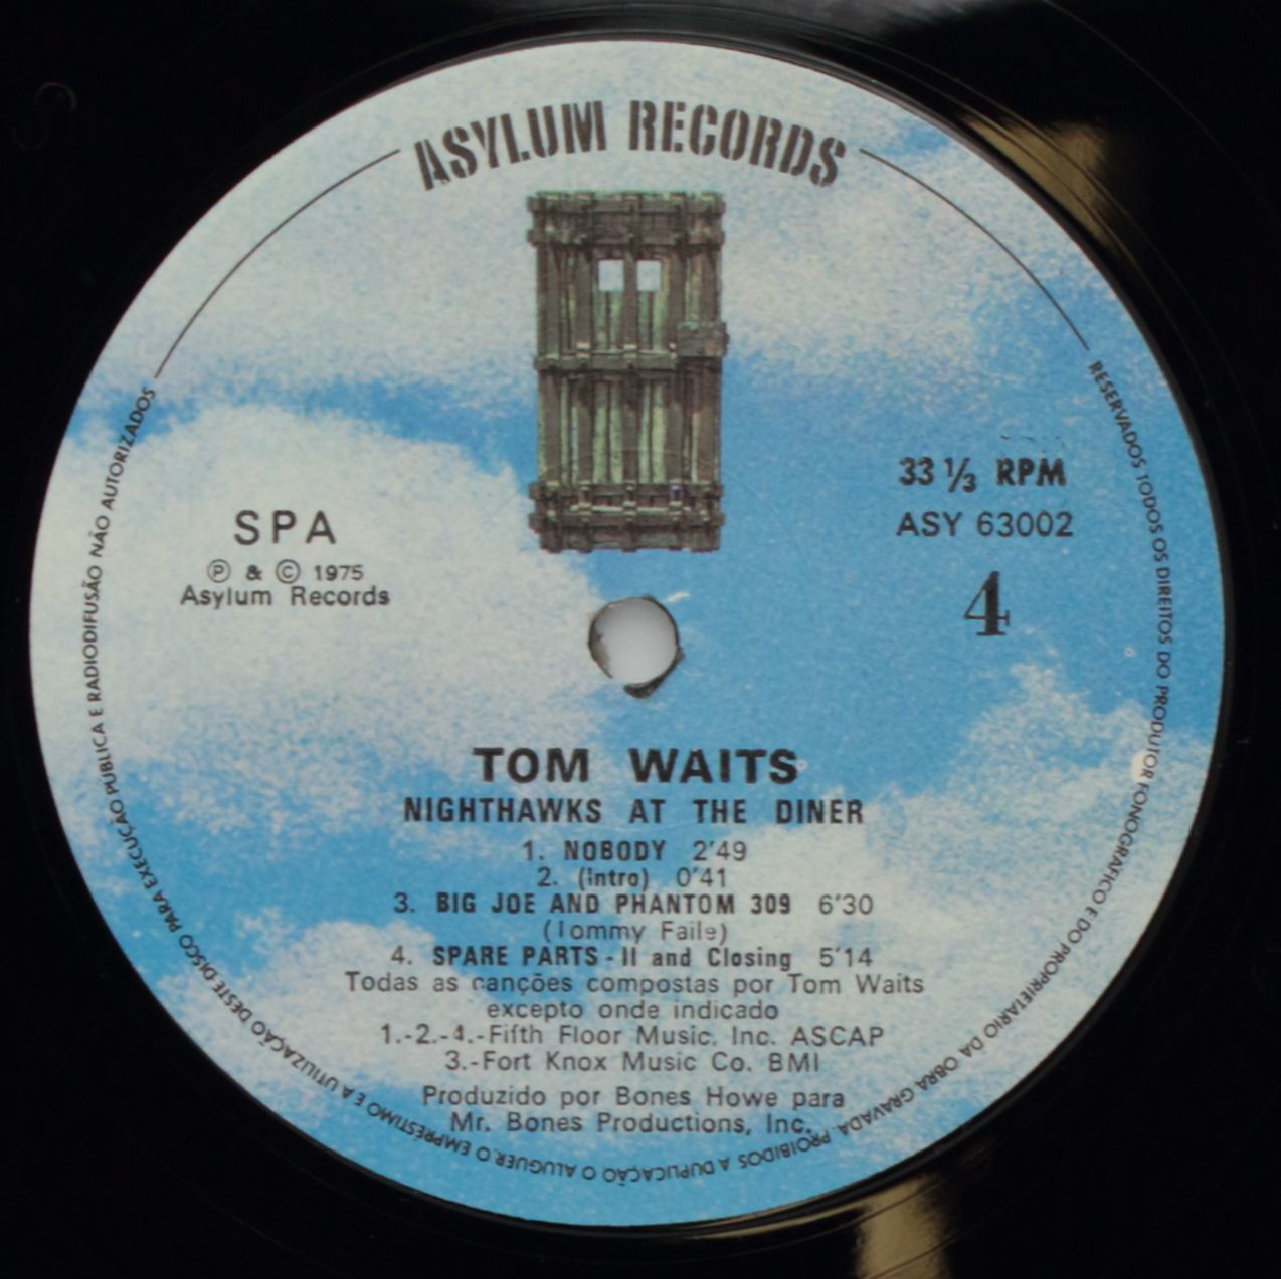 ASYLUM RECORDS
33 1/3 RPM
ASY 63002
4
SPA
Ⓟ & © 1975
Asylum Records
TOM WAITS
NIGHTHAWKS AT THE DINER
1. NOBODY 2'49
2. (Intro) 0'41
3. BIG JOE AND PHANTOM 309 6'30
(Tommy Faile)
4. SPARE PARTS - II and Closing 5'14
Todas as canções compostas por Tom Waits
excepto onde indicado
1.-2.-4.-Fifth Floor Music, Inc. ASCAP
3.-Fort Knox Music Co. BMI
Produzido por Bones Howe para
Mr. Bones Productions, Inc.
RESERVADOS TODOS OS DIREITOS DO PRODUTOR FONOGRAFICO E DO PROPRIETARIO DA OBRA GRAVADA. PROIBIDOS A DUPLICAÇÃO O ALUGUER, O EMPRESTIMO E A UTILIZAÇÃO DESTE DISCO PARA EXECUÇÃO PUBLICA E RADIODIFUSÃO NÃO AUTORIZADOS